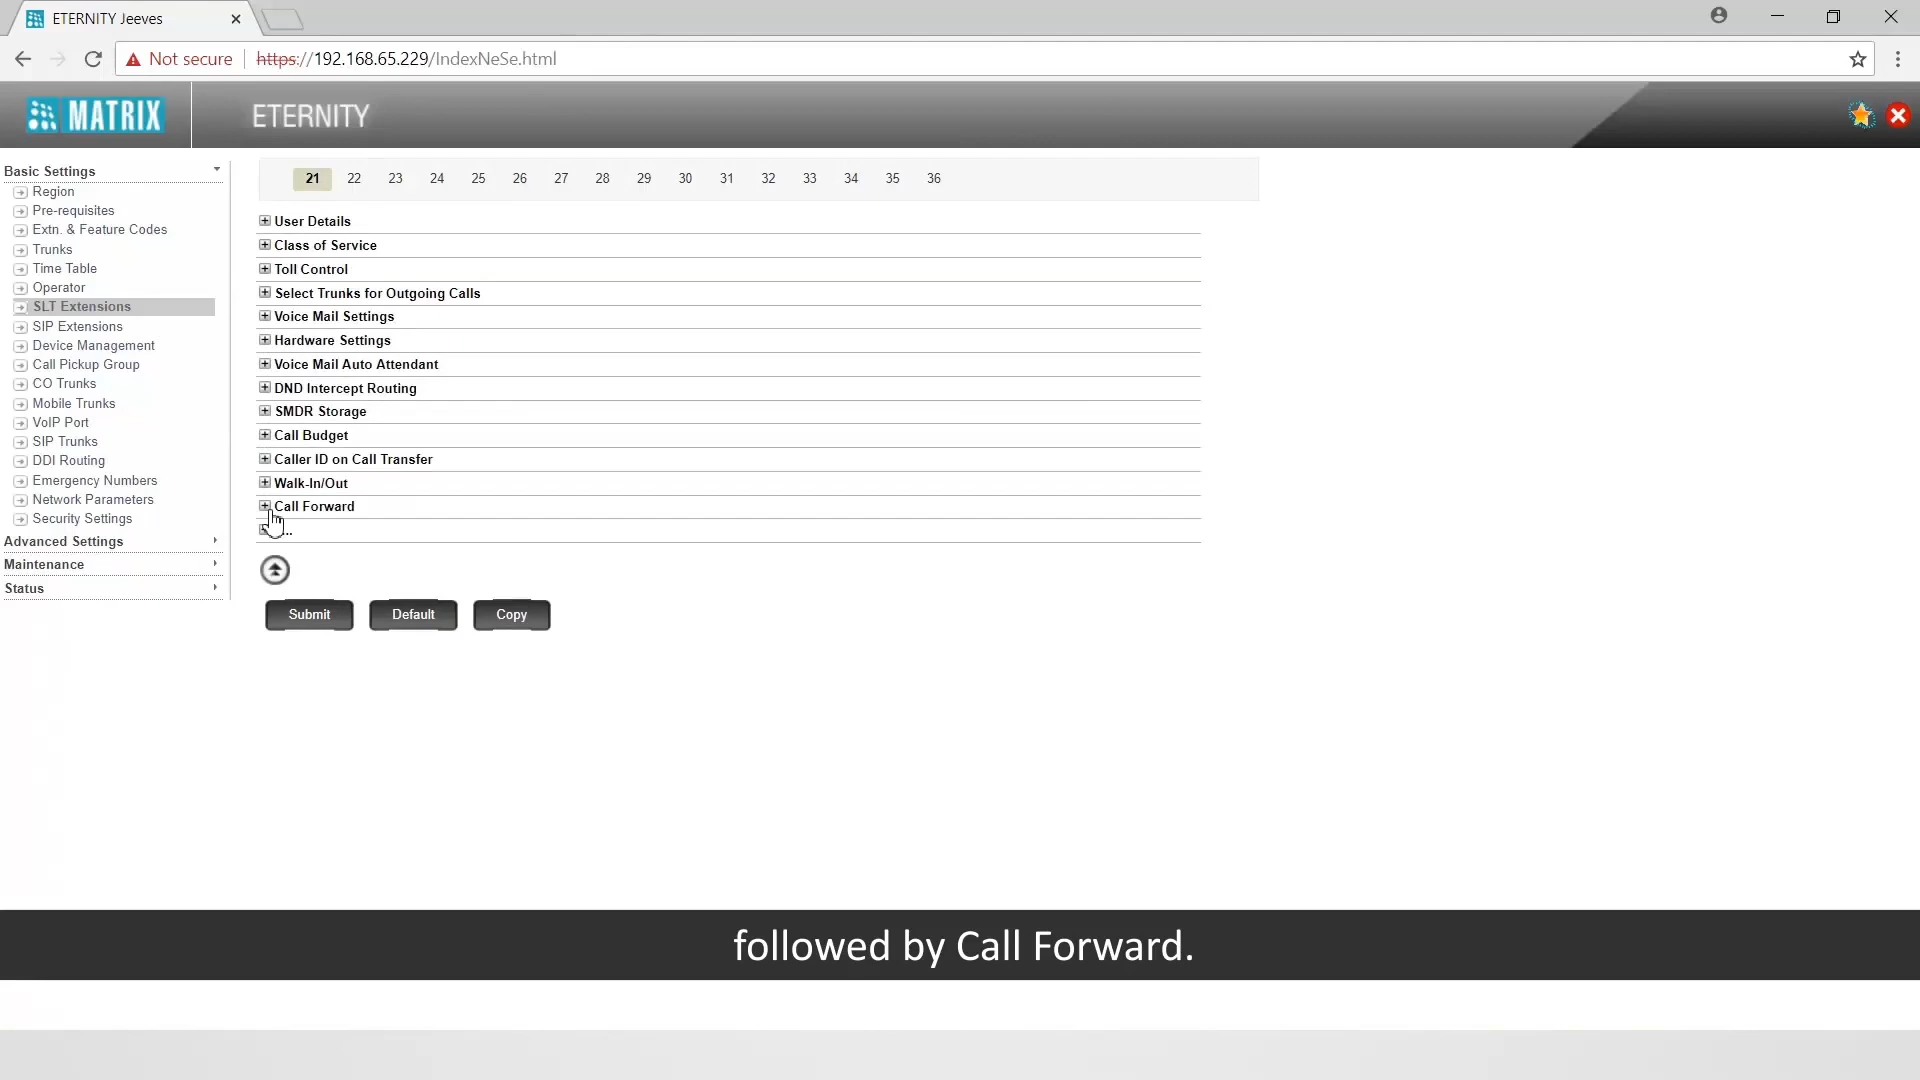 ETERNITY Jeeves
Not secure https://192.168.65.229/IndexNeSe.html
MATRIX
ETERNITY
Basic Settings
Region
Pre-requisites
Extn. & Feature Codes
Trunks
Time Table
Operator
SLT Extensions
SIP Extensions
Device Management
Call Pickup Group
CO Trunks
Mobile Trunks
VoIP Port
SIP Trunks
DDI Routing
Emergency Numbers
Network Parameters
Security Settings
Advanced Settings
Maintenance
Status
21 22 23 24 25 26 27 28 29 30 31 32 33 34 35 36
User Details
Class of Service
Toll Control
Select Trunks for Outgoing Calls
Voice Mail Settings
Hardware Settings
Voice Mail Auto Attendant
DND Intercept Routing
SMDR Storage
Call Budget
Caller ID on Call Transfer
Walk-In/Out
Call Forward
...
Submit Default Copy
followed by Call Forward.